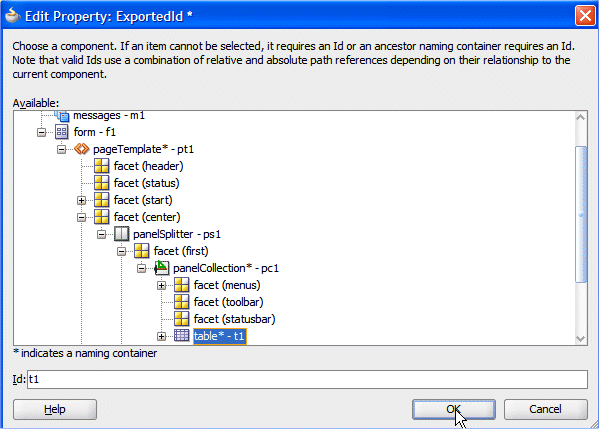 Edit Property: ExportedId *
Choose a component. If an item cannot be selected, it requires an Id or an ancestor naming container requires an Id.
Note that valid Ids use a combination of relative and absolute path references depending on their relationship to the
current component.
Available:
messages - m1
form - f1
pageTemplate* - pt1
facet (header)
facet (status)
facet (start)
facet (center)
panelSplitter - ps1
facet (first)
panelCollection* - pc1
facet (menus)
facet (toolbar)
facet (statusbar)
table* - t1
* indicates a naming container
Id: t1
Help OK Cancel